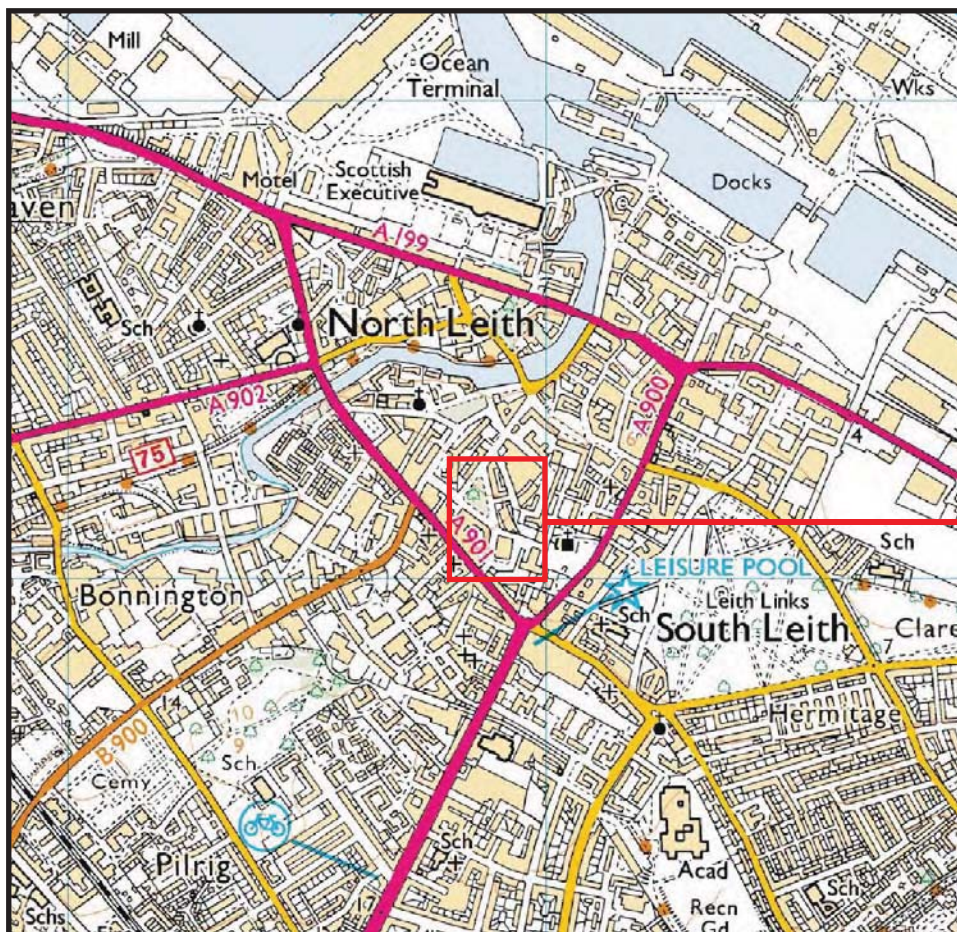 Mill
Ocean
Terminal
Wks
Motel
Scottish
Executive
Docks
aven
A 199
Sch
North Leith
A 900
6
A 902
4
75
A 901
Sch
LEISURE POOL
Bonnington
7
Sch
Leith Links
South Leith
Clare
7
14
10
Hermitage
B 900
9
Cemy
Sch
Pilrig
Sch
Acad
Sch
Schs
17
Recn
Gd